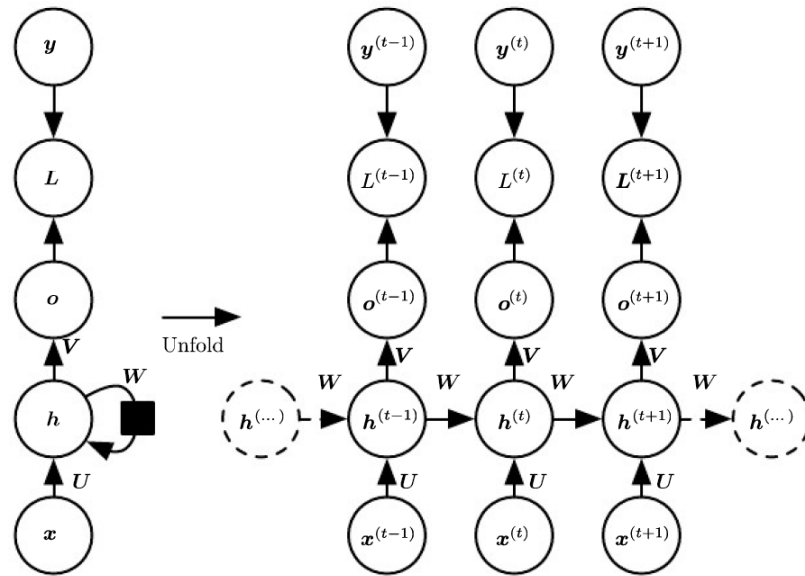 y y^(t−1) y^(t) y^(t+1)
L L^(t−1) L^(t) L^(t+1)
o o^(t−1) o^(t) o^(t+1)
Unfold
V V V V
W W W W W
h h^(...) h^(t−1) h^(t) h^(t+1) h^(...)
U U U U
x x^(t−1) x^(t) x^(t+1)